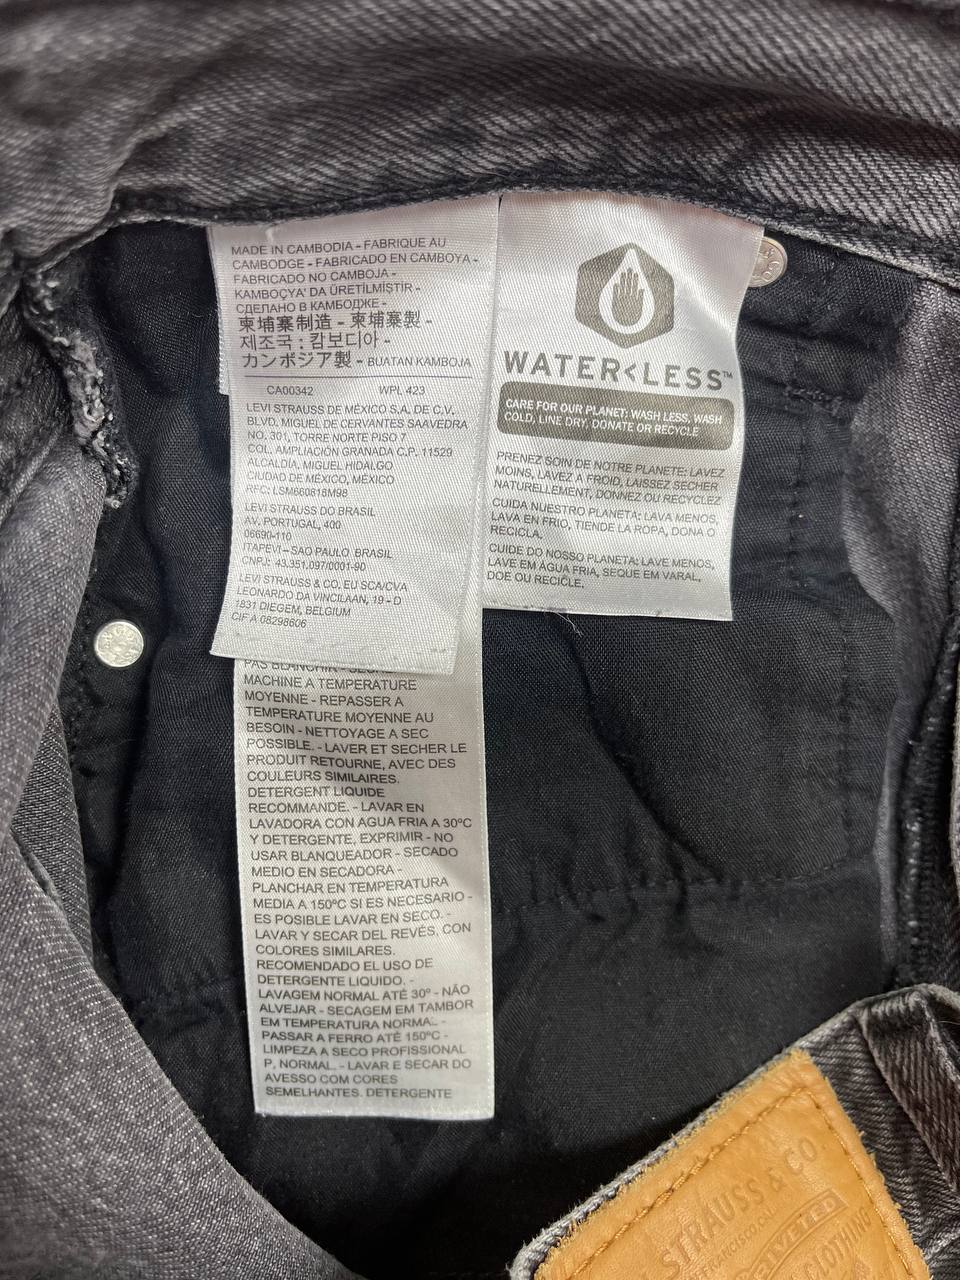 MADE IN CAMBODIA - FABRIQUE AU
CAMBODGE - FABRICADO EN CAMBOYA -
FABRICADO NO CAMBOJA -
KAMBOÇYA' DA ÜRETİLMİŞTİR -
СДЕЛАНО В КАМБОДЖЕ -
柬埔寨制造 - 柬埔寨製 -
제조국 : 캄보디아 -
カンボジア製 - BUATAN KAMBOJA
CA00342 WPL 423
LEVI STRAUSS DE MÉXICO S.A. DE C.V.
BLVD. MIGUEL DE CERVANTES SAAVEDRA
NO. 301, TORRE NORTE PISO 7
COL. AMPLIACIÓN GRANADA C.P. 11529
ALCALDÍA. MIGUEL HIDALGO
CIUDAD DE MÉXICO, MÉXICO
RFC: LSM660818M98
LEVI STRAUSS DO BRASIL
AV. PORTUGAL, 400
06690-110
ITAPEVI – SAO PAULO BRASIL
CNPJ: 43.351.097/0001-90
LEVI STRAUSS & CO. EU SCA/CVA
LEONARDO DA VINCILAAN, 19 - D
1831 DIEGEM, BELGIUM
CIF A 08298606
WATER<LESS™
CARE FOR OUR PLANET: WASH LESS, WASH
COLD, LINE DRY, DONATE OR RECYCLE
PRENEZ SOIN DE NOTRE PLANETE: LAVEZ
MOINS, LAVEZ A FROID, LAISSEZ SECHER
NATURELLEMENT, DONNEZ OU RECYCLEZ
CUIDA NUESTRO PLANETA: LAVA MENOS,
LAVA EN FRIO, TIENDE LA ROPA, DONA O
RECICLA.
CUIDE DO NOSSO PLANETA: LAVE MENOS,
LAVE EM ÁGUA FRIA, SEQUE EM VARAL,
DOE OU RECICLE.
PAS BLANCHIR -
MACHINE A TEMPERATURE
MOYENNE - REPASSER A
TEMPERATURE MOYENNE AU
BESOIN - NETTOYAGE A SEC
POSSIBLE. - LAVER ET SECHER LE
PRODUIT RETOURNE, AVEC DES
COULEURS SIMILAIRES.
DETERGENT LIQUIDE
RECOMMANDE. - LAVAR EN
LAVADORA CON AGUA FRIA A 30ºC
Y DETERGENTE, EXPRIMIR - NO
USAR BLANQUEADOR - SECADO
MEDIO EN SECADORA -
PLANCHAR EN TEMPERATURA
MEDIA A 150ºC SI ES NECESARIO -
ES POSIBLE LAVAR EN SECO. -
LAVAR Y SECAR DEL REVÉS, CON
COLORES SIMILARES.
RECOMENDADO EL USO DE
DETERGENTE LIQUIDO. -
LAVAGEM NORMAL ATÉ 30º - NÃO
ALVEJAR - SECAGEM EM TAMBOR
EM TEMPERATURA NORMAL -
PASSAR A FERRO ATÉ 150ºC -
LIMPEZA A SECO PROFISSIONAL
P, NORMAL. - LAVAR E SECAR DO
AVESSO COM CORES
SEMELHANTES. DETERGENTE
STRAUSS & CO
CLOTHING